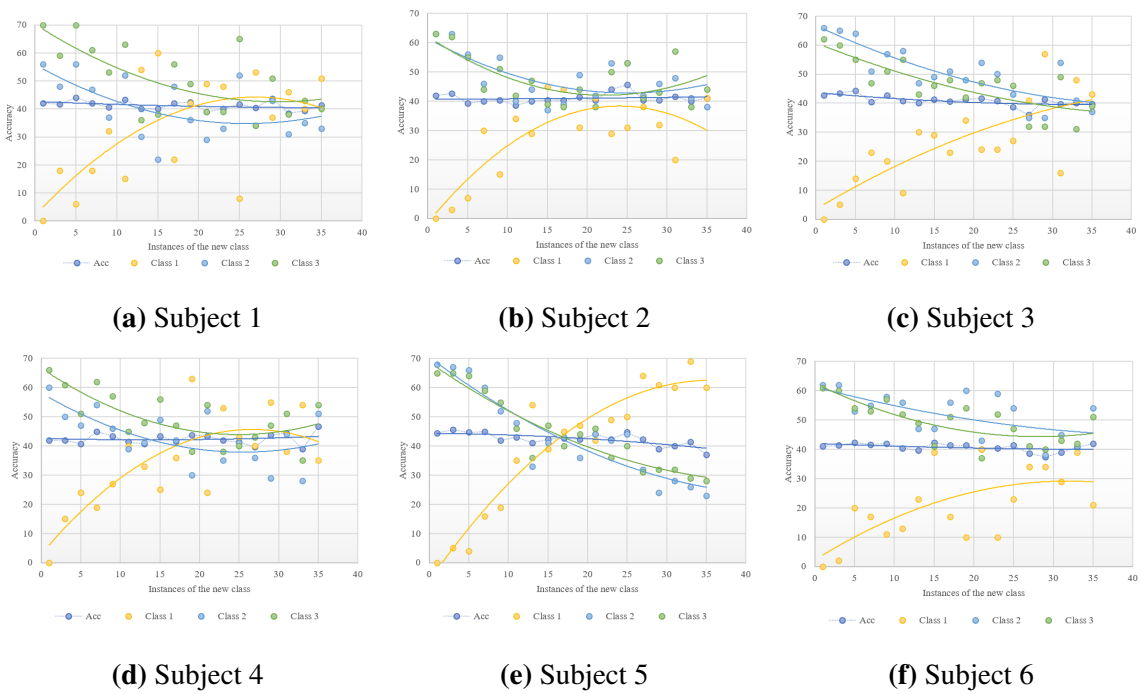 70
60
50
40
30
20
10
0
Accuracy
0 5 10 15 20 25 30 35 40
Instances of the new class
Acc Class 1 Class 2 Class 3
(a) Subject 1
70
60
50
40
30
20
10
0
Accuracy
0 5 10 15 20 25 30 35 40
Instances of the new class
Acc Class 1 Class 2 Class 3
(b) Subject 2
70
60
50
40
30
20
10
0
Accuracy
0 5 10 15 20 25 30 35 40
Instances of the new class
Acc Class 1 Class 2 Class 3
(c) Subject 3
70
60
50
40
30
20
10
0
Accuracy
0 5 10 15 20 25 30 35 40
Instances of the new class
Acc Class 1 Class 2 Class 3
(d) Subject 4
70
60
50
40
30
20
10
0
Accuracy
0 5 10 15 20 25 30 35 40
Instances of the new class
Acc Class 1 Class 2 Class 3
(e) Subject 5
70
60
50
40
30
20
10
0
Accuracy
0 5 10 15 20 25 30 35 40
Instances of the new class
Acc Class 1 Class 2 Class 3
(f) Subject 6